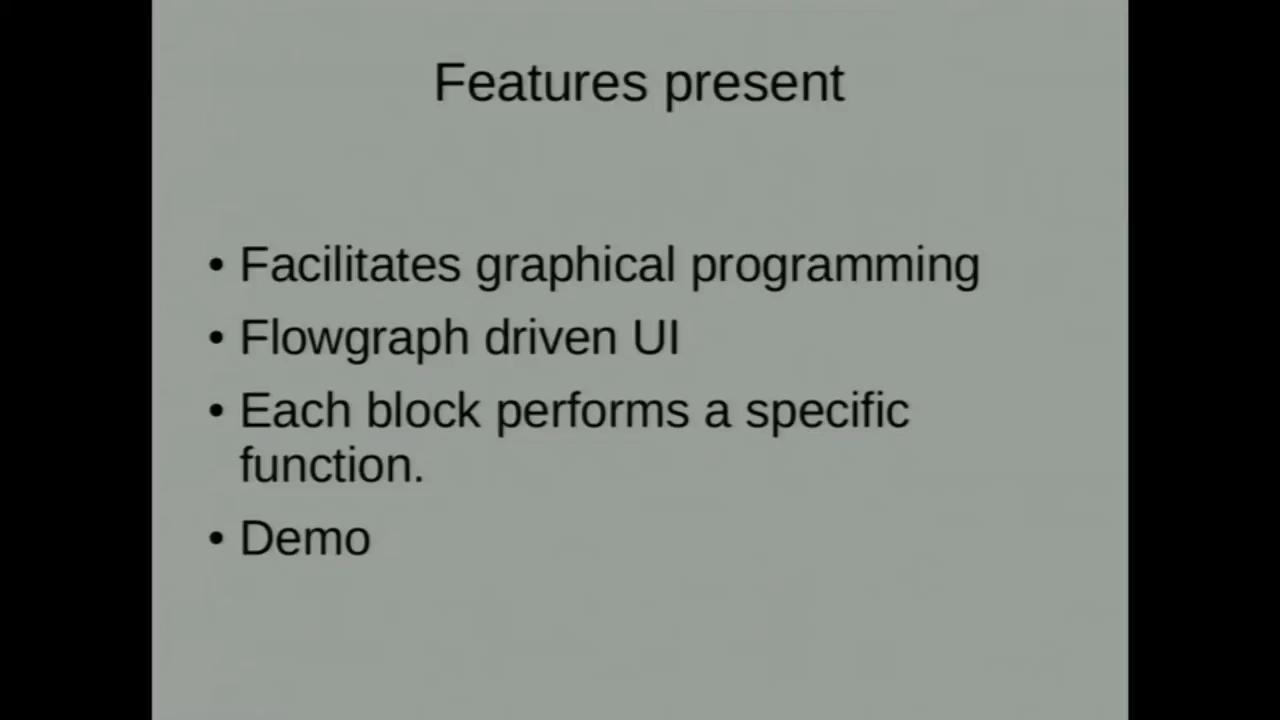 Features present
• Facilitates graphical programming
• Flowgraph driven UI
• Each block performs a specific
function.
• Demo